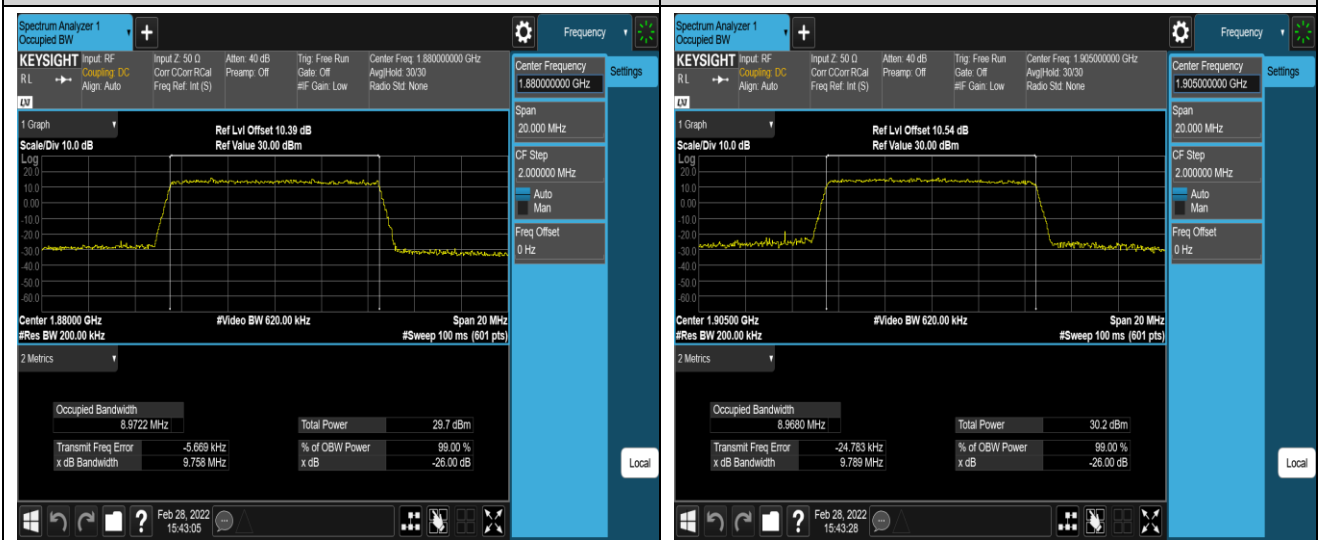 Spectrum Analyzer 1
Occupied BW
+
Frequency
KEYSIGHT Input: RF Input Z: 50 Ω Atten: 40 dB Trig: Free Run Center Freq: 1.880000000 GHz
RL Coupling: DC Corr CCorr RCal Preamp: Off Gate: Off Avg|Hold: 30/30
Align: Auto Freq Ref: Int (S) #IF Gain: Low Radio Std: None
LXI
Center Frequency
1.880000000 GHz
Settings
Span
20.000 MHz
CF Step
2.000000 MHz
Auto
Man
Freq Offset
0 Hz
Local
1 Graph
Ref Lvl Offset 10.39 dB
Scale/Div 10.0 dB Ref Value 30.00 dBm
Log
20.0
10.0
0.00
-10.0
-20.0
-30.0
-40.0
-50.0
-60.0
Center 1.88000 GHz #Video BW 620.00 kHz Span 20 MHz
#Res BW 200.00 kHz #Sweep 100 ms (601 pts)
2 Metrics
Occupied Bandwidth
8.9722 MHz Total Power 29.7 dBm
Transmit Freq Error -5.669 kHz % of OBW Power 99.00 %
x dB Bandwidth 9.758 MHz x dB -26.00 dB
? Feb 28, 2022
15:43:05
Spectrum Analyzer 1
Occupied BW
+
Frequency
KEYSIGHT Input: RF Input Z: 50 Ω Atten: 40 dB Trig: Free Run Center Freq: 1.905000000 GHz
RL Coupling: DC Corr CCorr RCal Preamp: Off Gate: Off Avg|Hold: 30/30
Align: Auto Freq Ref: Int (S) #IF Gain: Low Radio Std: None
LXI
Center Frequency
1.905000000 GHz
Settings
Span
20.000 MHz
CF Step
2.000000 MHz
Auto
Man
Freq Offset
0 Hz
Local
1 Graph
Ref Lvl Offset 10.54 dB
Scale/Div 10.0 dB Ref Value 30.00 dBm
Log
20.0
10.0
0.00
-10.0
-20.0
-30.0
-40.0
-50.0
-60.0
Center 1.90500 GHz #Video BW 620.00 kHz Span 20 MHz
#Res BW 200.00 kHz #Sweep 100 ms (601 pts)
2 Metrics
Occupied Bandwidth
8.9680 MHz Total Power 30.2 dBm
Transmit Freq Error -24.783 kHz % of OBW Power 99.00 %
x dB Bandwidth 9.789 MHz x dB -26.00 dB
? Feb 28, 2022
15:43:28